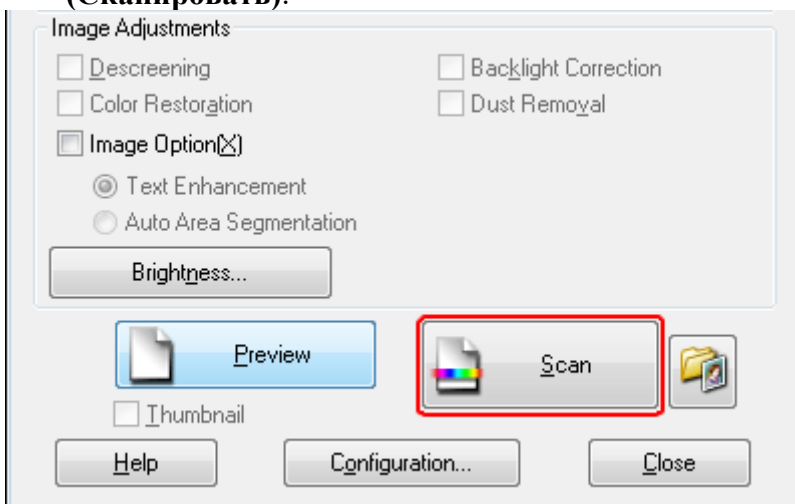 (Сканировать).
Image Adjustments
Descreening Backlight Correction
Color Restoration Dust Removal
Image Option(X)
Text Enhancement
Auto Area Segmentation
Brightness...
Preview Scan
Thumbnail
Help Configuration... Close